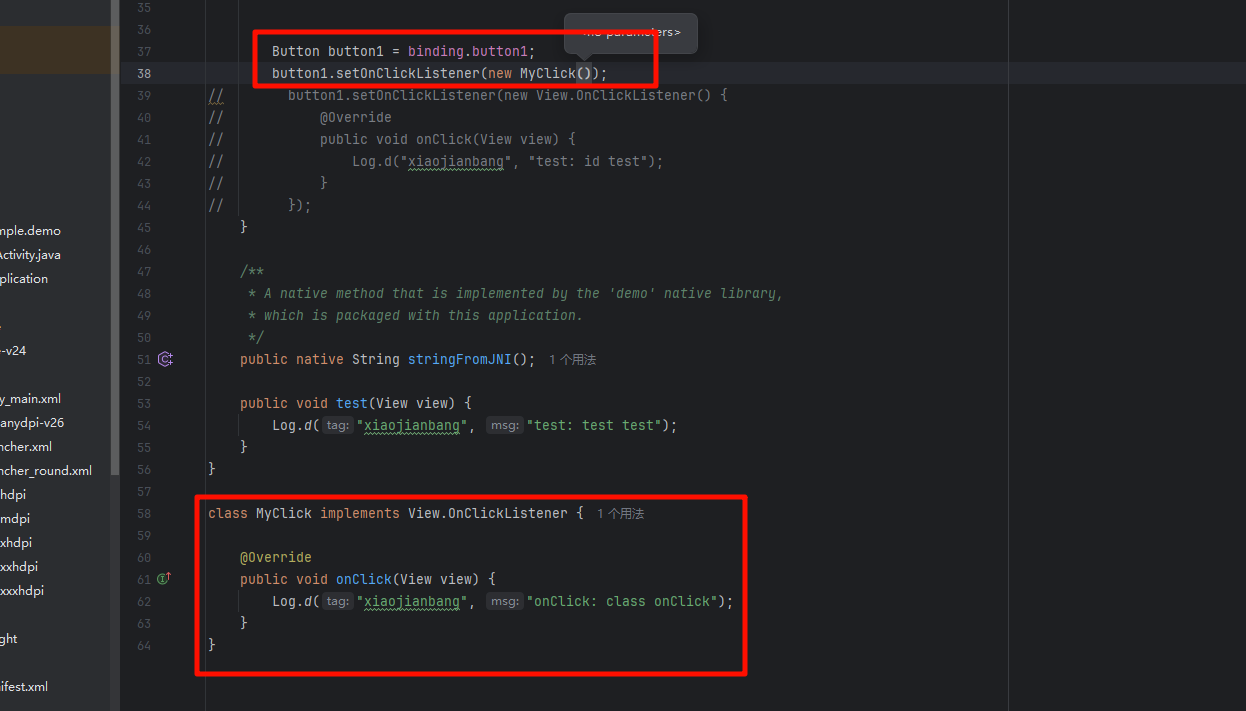 35
36
<no parameters>
37 Button button1 = binding.button1;
38 button1.setOnClickListener(new MyClick());
39 // button1.setOnClickListener(new View.OnClickListener() {
40 // @Override
41 // public void onClick(View view) {
42 // Log.d("xiaojianbang", "test: id test");
43 // }
44 // });
45 }
46
47 /**
48 * A native method that is implemented by the 'demo' native library,
49 * which is packaged with this application.
50 */
51 public native String stringFromJNI(); 1 个用法
52
53 public void test(View view) {
54 Log.d( tag: "xiaojianbang", msg: "test: test test");
55 }
56 }
57
58 class MyClick implements View.OnClickListener { 1 个用法
59
60 @Override
61 public void onClick(View view) {
62 Log.d( tag: "xiaojianbang", msg: "onClick: class onClick");
63 }
64 }
mple.demo
Activity.java
plication
-v24
y_main.xml
anydpi-v26
ncher.xml
ncher_round.xml
hdpi
mdpi
xhdpi
xxhdpi
xxxhdpi
ght
ifest.xml